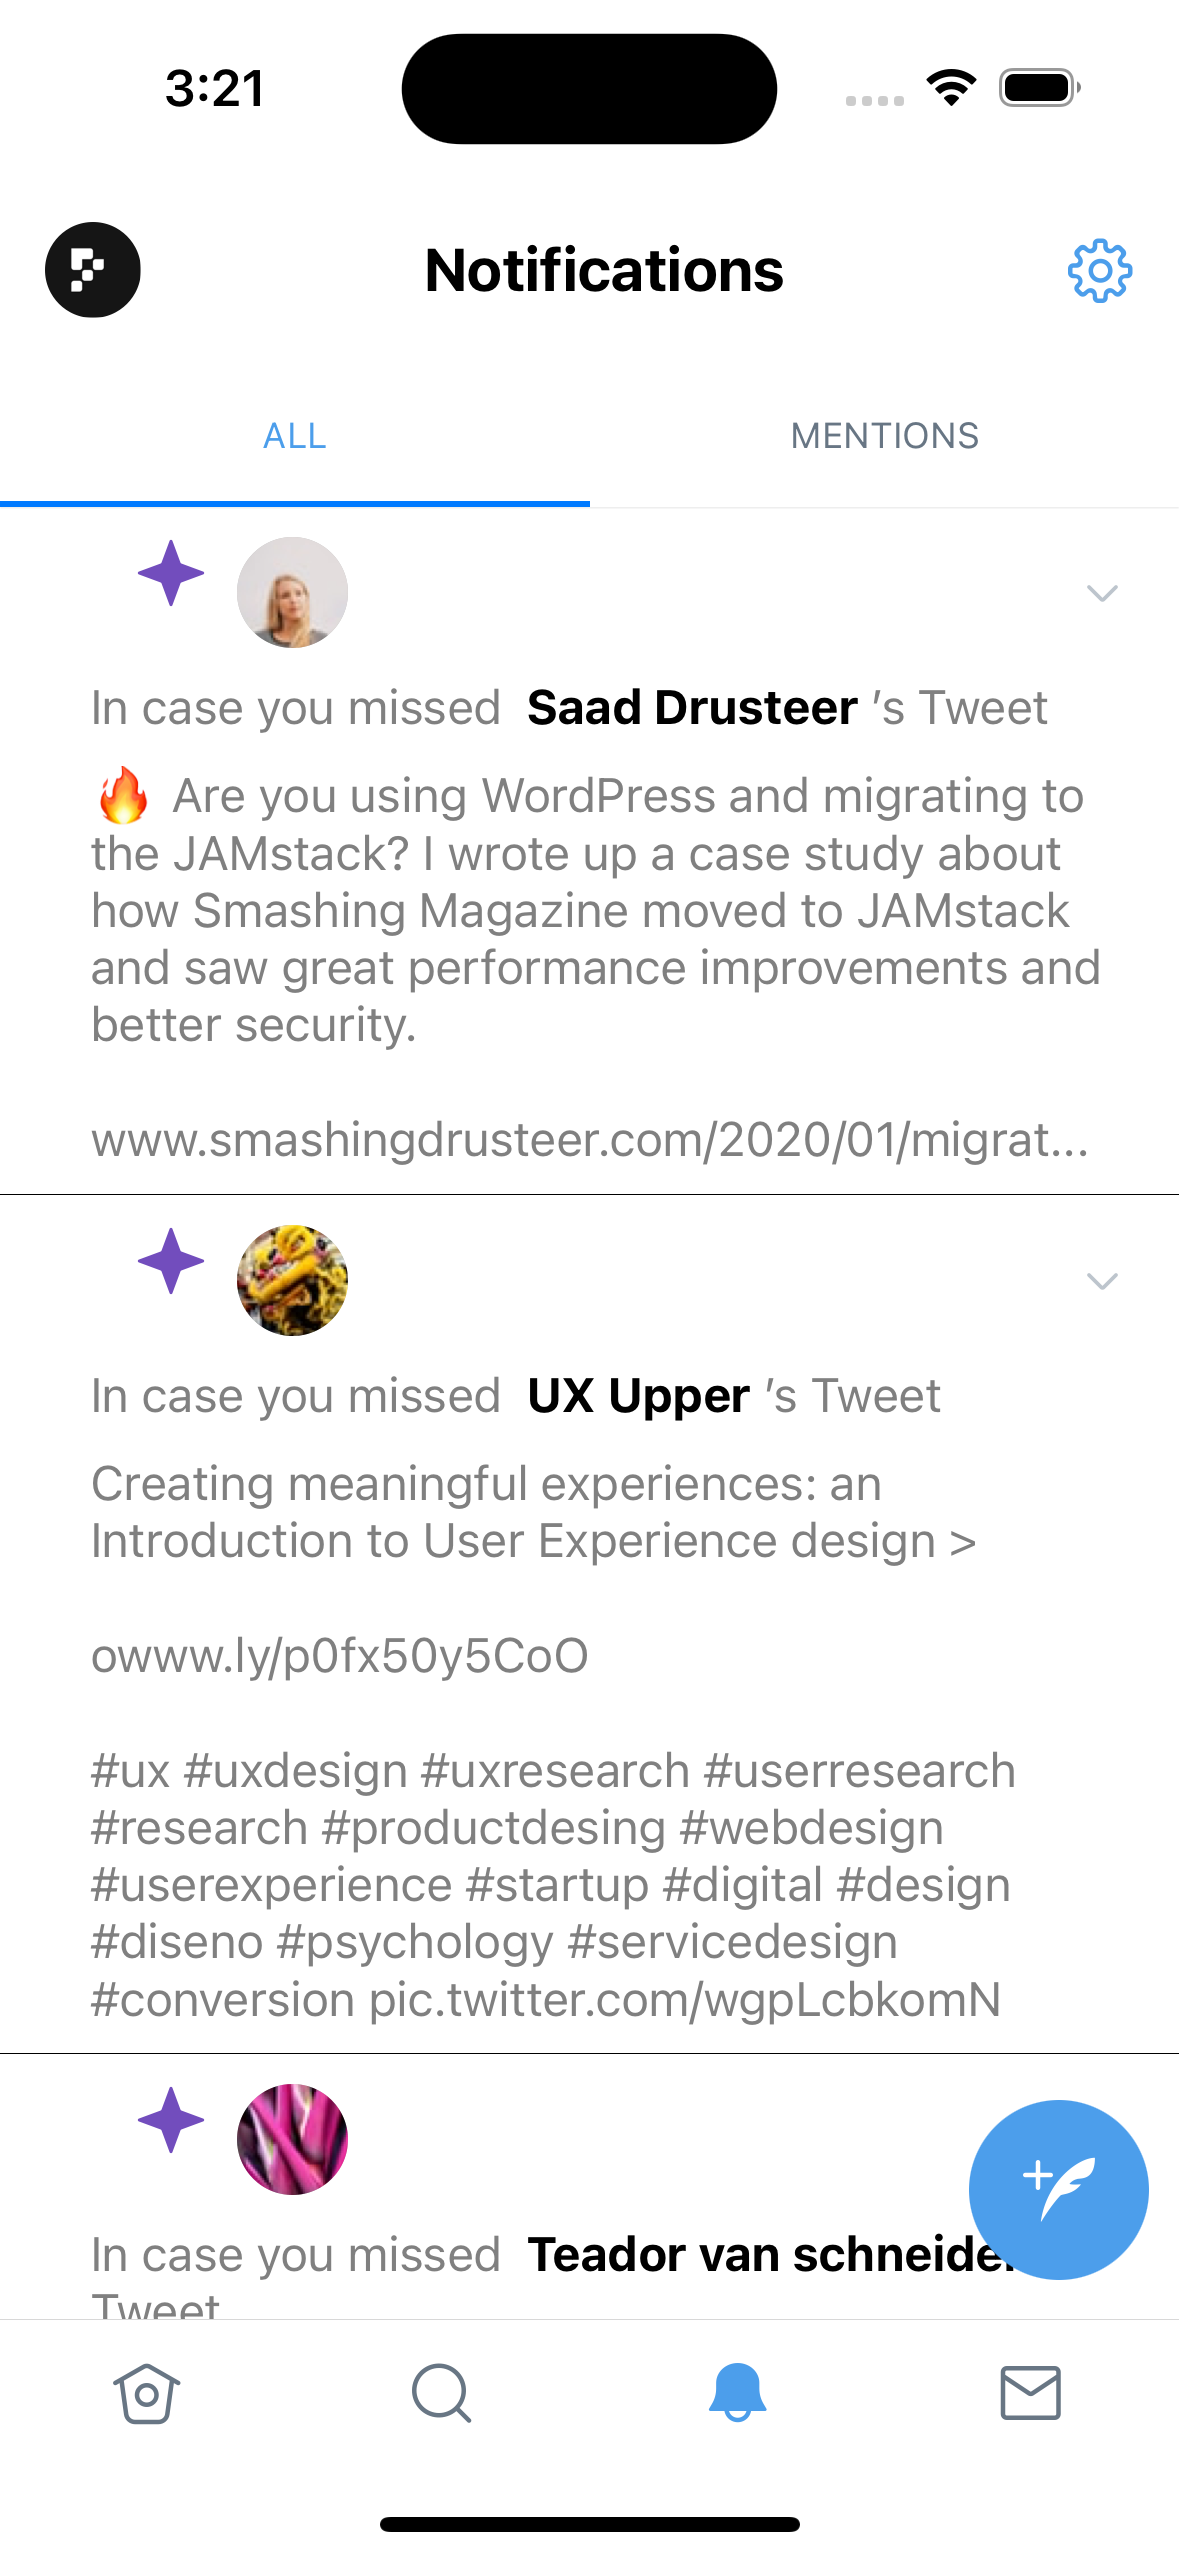 3:21
Notifications
ALL
MENTIONS
In case you missed Saad Drusteer ’s Tweet
🔥 Are you using WordPress and migrating to
the JAMstack? I wrote up a case study about
how Smashing Magazine moved to JAMstack
and saw great performance improvements and
better security.
www.smashingdrusteer.com/2020/01/migrat...
In case you missed UX Upper ’s Tweet
Creating meaningful experiences: an
Introduction to User Experience design >
owww.ly/p0fx50y5CoO
#ux #uxdesign #uxresearch #userresearch
#research #productdesing #webdesign
#userexperience #startup #digital #design
#diseno #psychology #servicedesign
#conversion pic.twitter.com/wgpLcbkomN
In case you missed Teador van schneider
Tweet